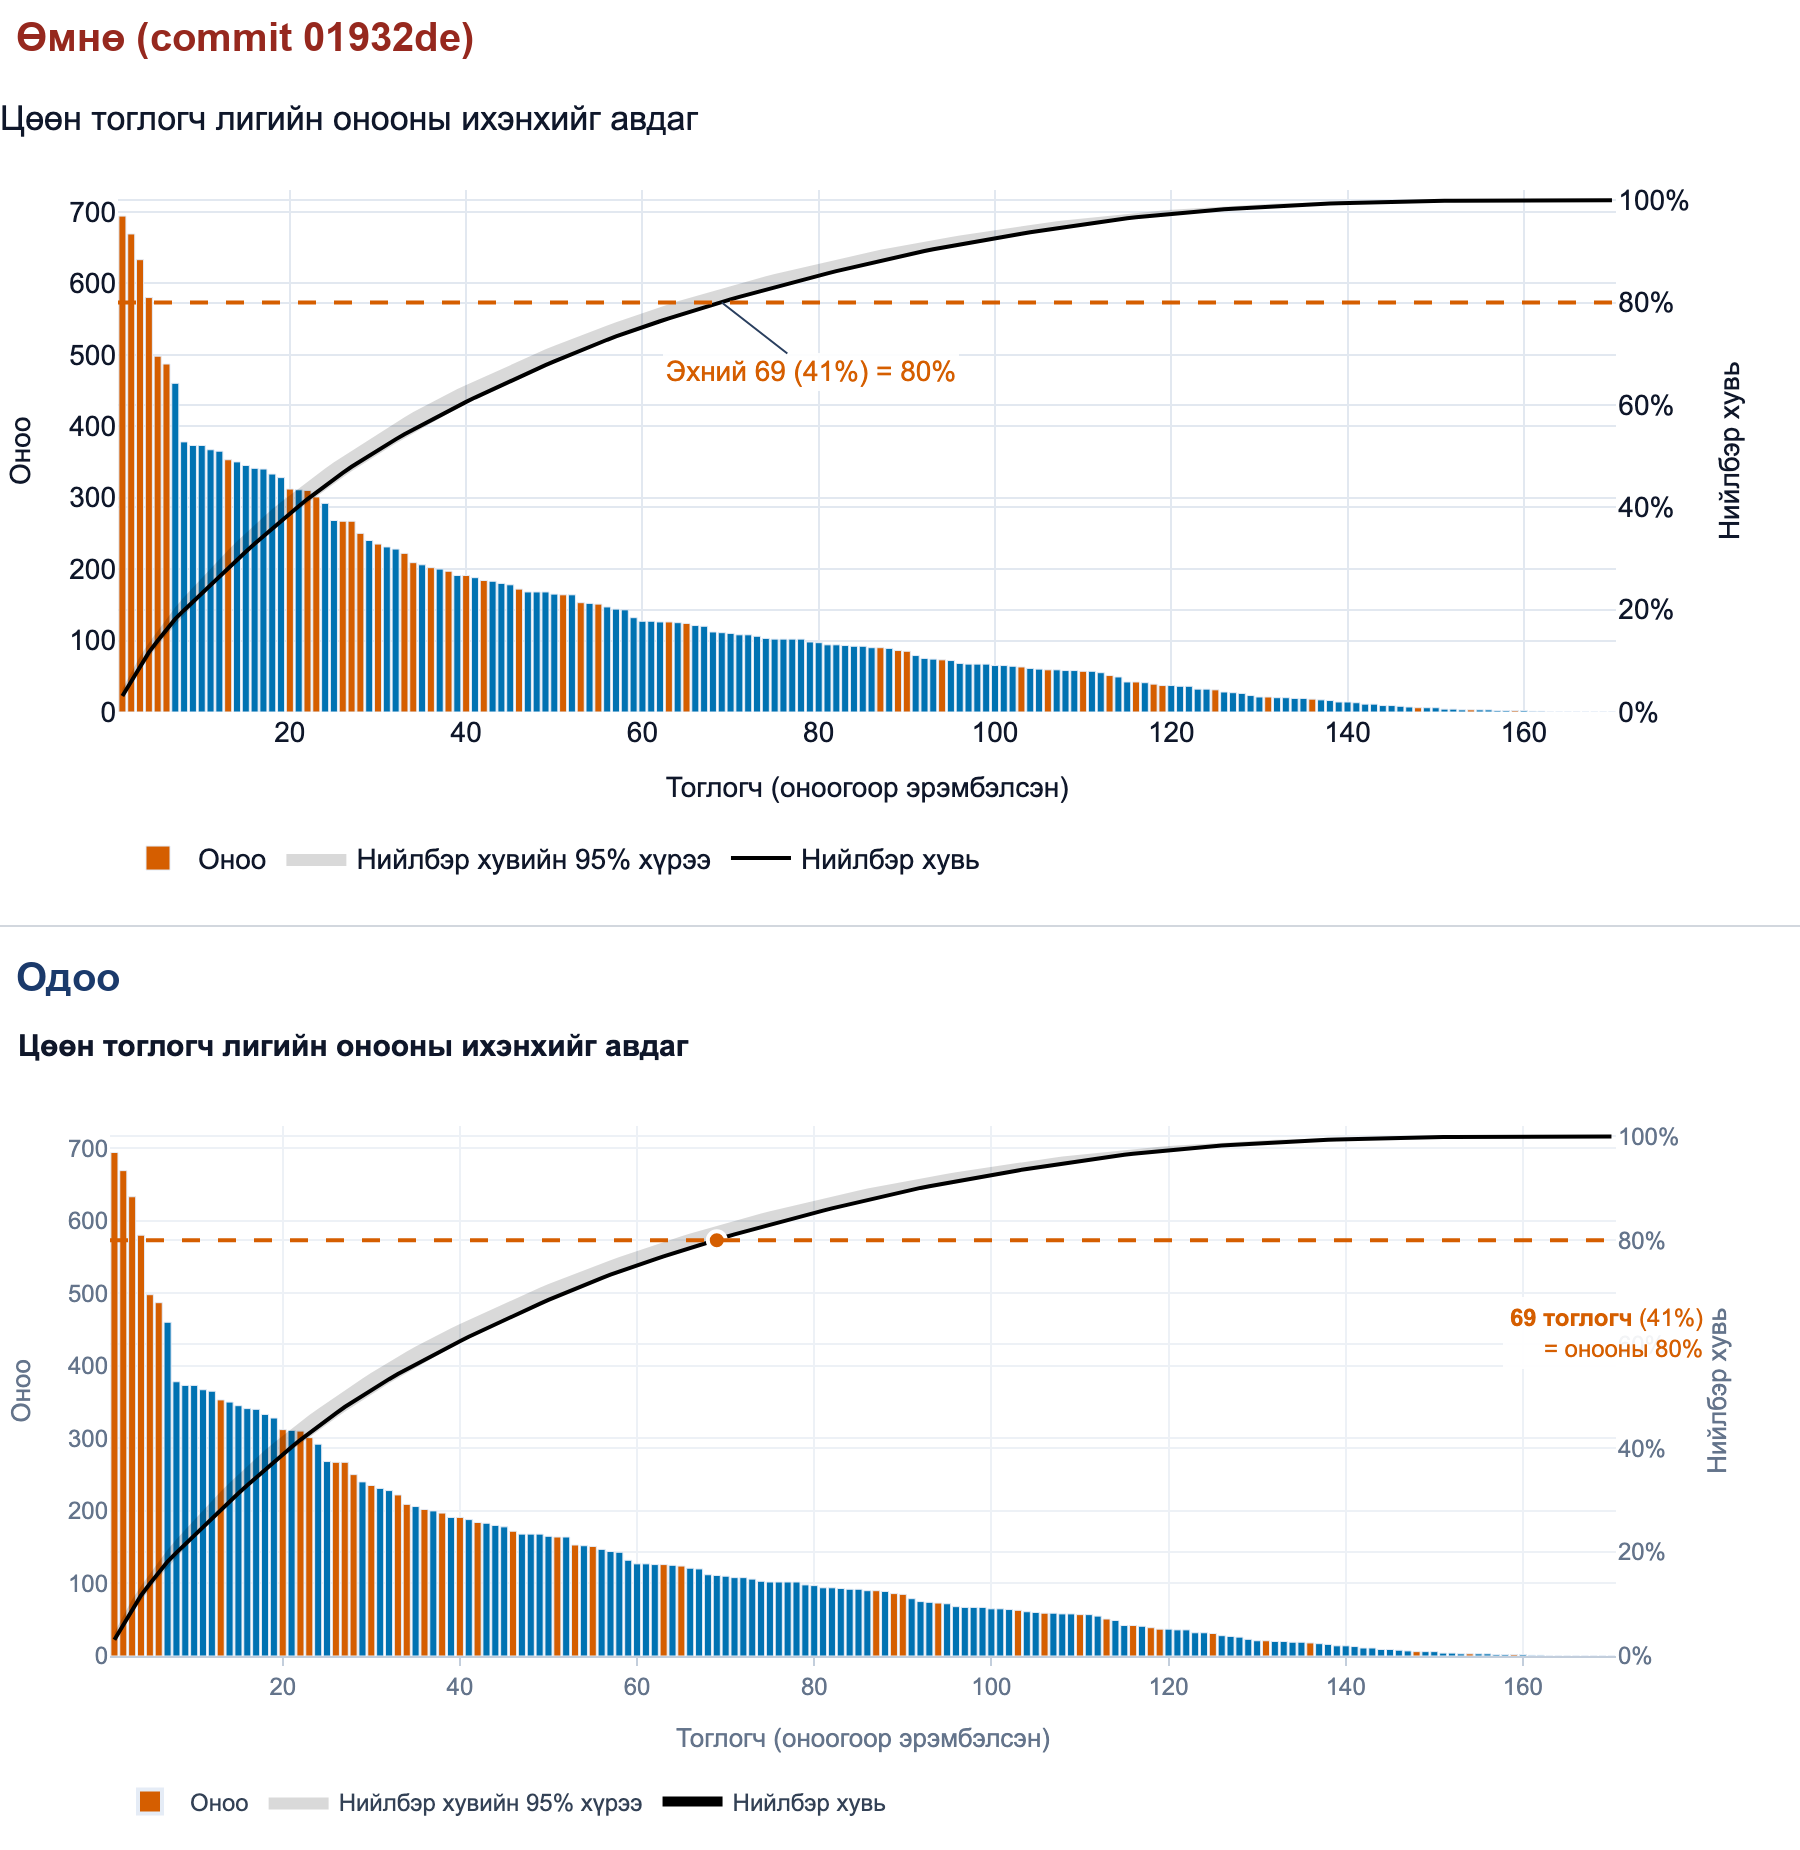 Өмнө (commit 01932de)
Цөөн тоглогч лигийн онооны ихэнхийг авдаг
700
600
500
400
300
200
100
0
Оноо
100%
80%
60%
40%
20%
0%
Нийлбэр хувь
Эхний 69 (41%) = 80%
20 40 60 80 100 120 140 160
Тоглогч (оноогоор эрэмбэлсэн)
Оноо Нийлбэр хувийн 95% хүрээ Нийлбэр хувь
Одоо
Цөөн тоглогч лигийн онооны ихэнхийг авдаг
700
600
500
400
300
200
100
0
Оноо
100%
80%
40%
20%
0%
Нийлбэр хувь
69 тоглогч (41%)
= онооны 80%
20 40 60 80 100 120 140 160
Тоглогч (оноогоор эрэмбэлсэн)
Оноо Нийлбэр хувийн 95% хүрээ Нийлбэр хувь